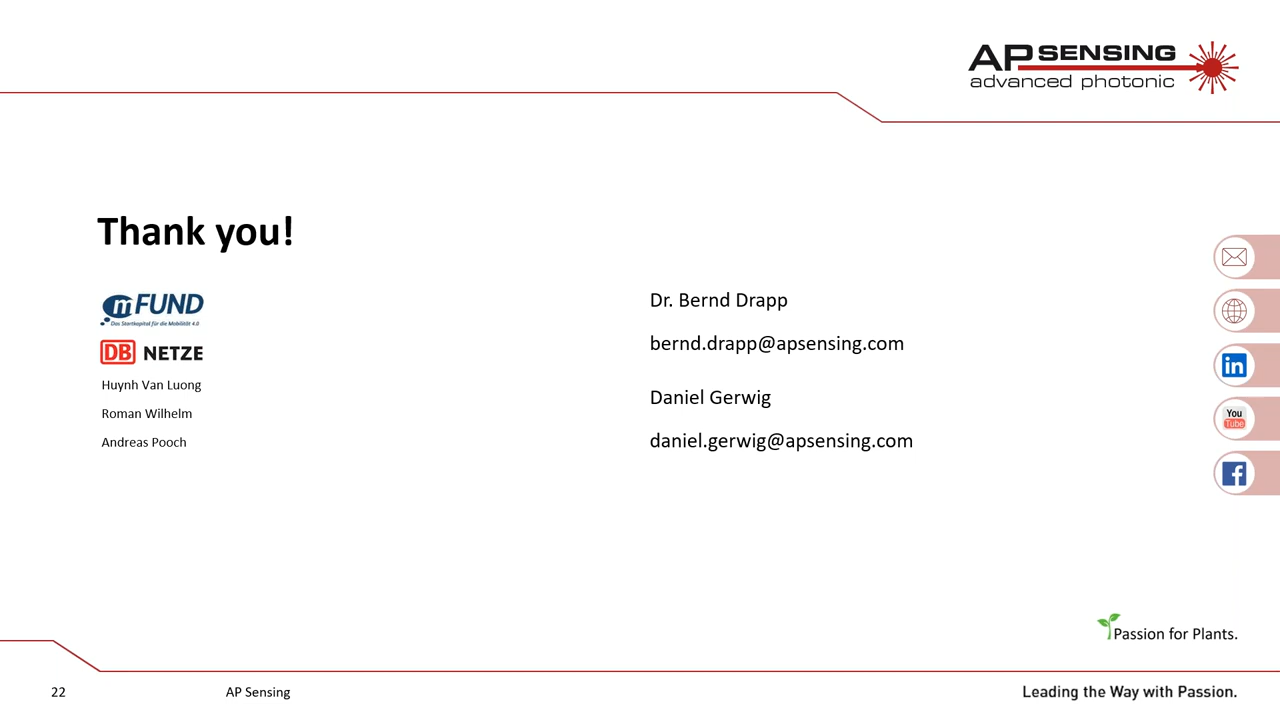 AP SENSING
advanced photonic
Thank you!
mFUND
Das Startkapital für die Mobilität 4.0
DB NETZE
Huynh Van Luong
Roman Wilhelm
Andreas Pooch
Dr. Bernd Drapp
bernd.drapp@apsensing.com
Daniel Gerwig
daniel.gerwig@apsensing.com
in
You
Tube
f
Passion for Plants.
22
AP Sensing
Leading the Way with Passion.